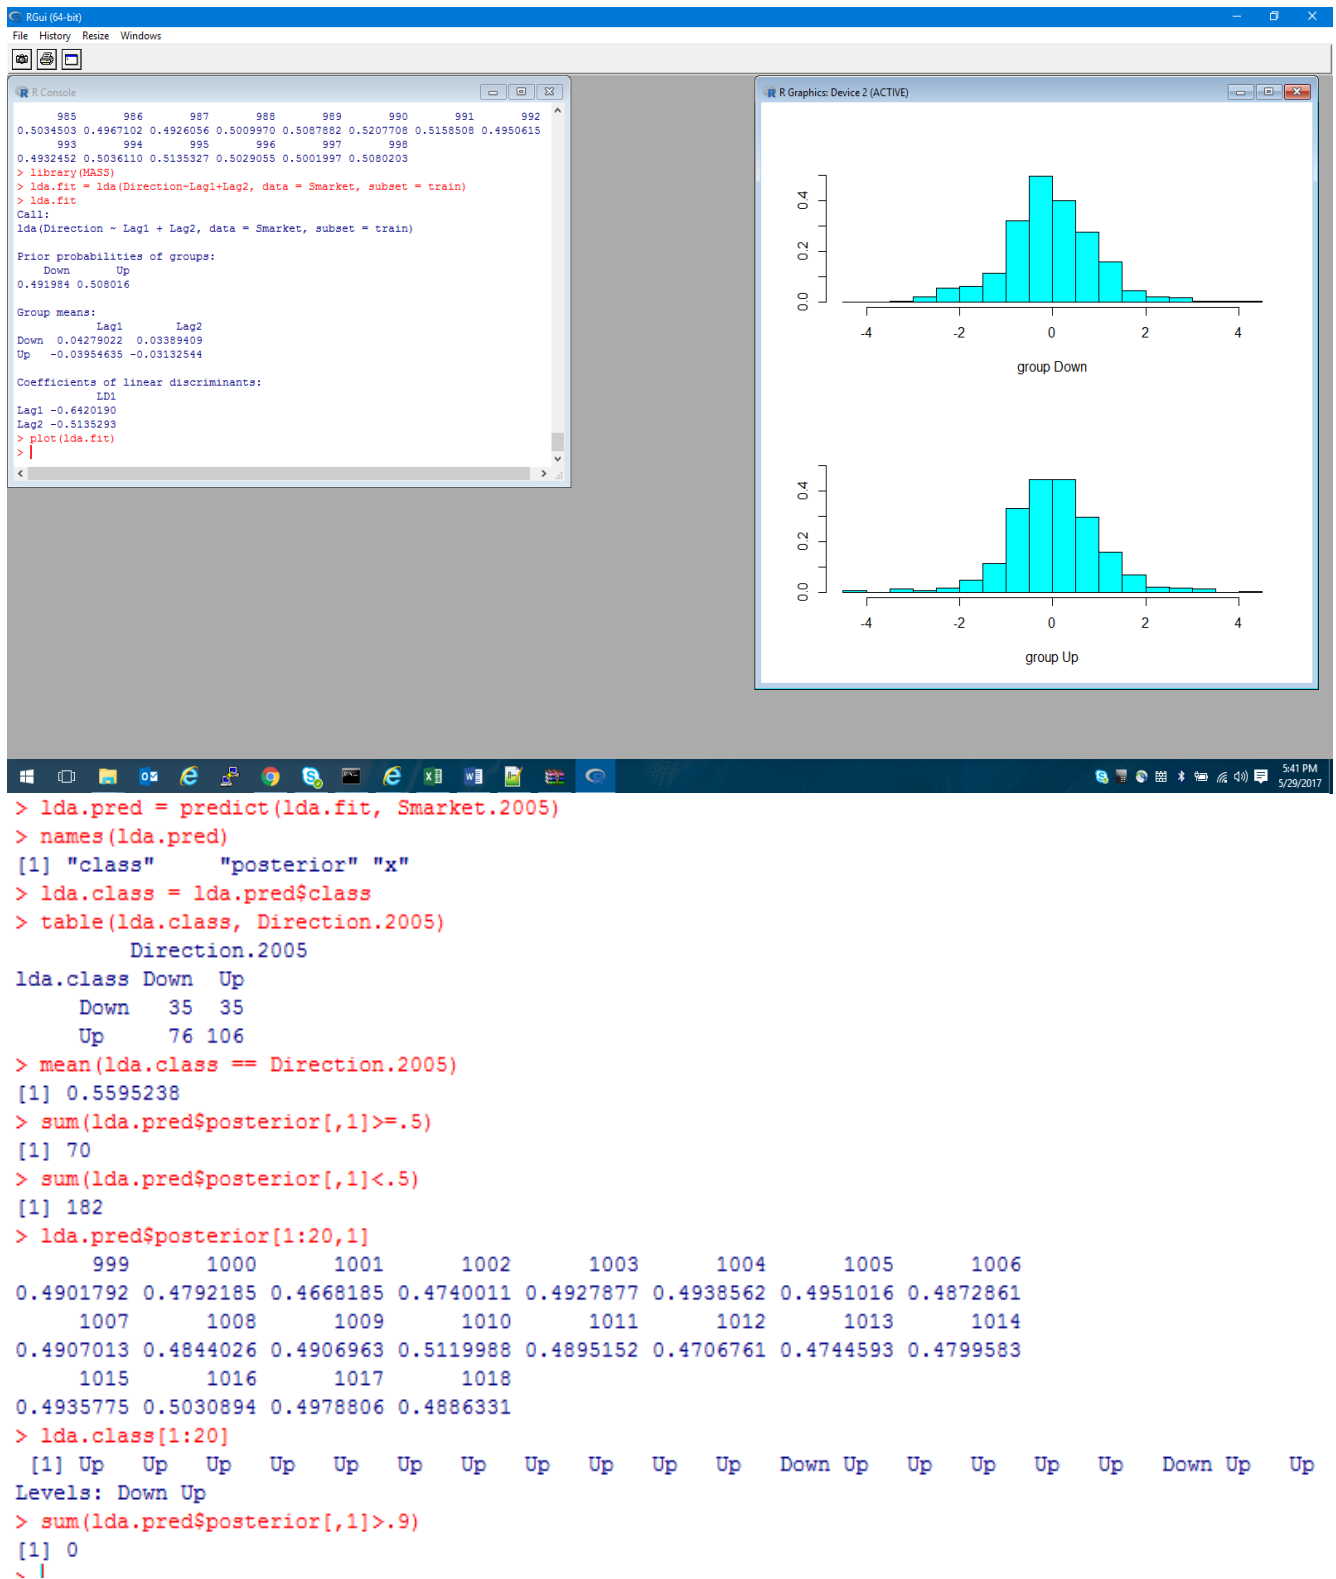 RGui (64-bit)
File History Resize Windows
R Console
      985       986       987       988       989       990       991       992
0.5034503 0.4967102 0.4926056 0.5009970 0.5087882 0.5207708 0.5158508 0.4950615
      993       994       995       996       997       998
0.4932452 0.5036110 0.5135327 0.5029055 0.5001997 0.5080203
> library(MASS)
> lda.fit = lda(Direction~Lag1+Lag2, data = Smarket, subset = train)
> lda.fit
Call:
lda(Direction ~ Lag1 + Lag2, data = Smarket, subset = train)
Prior probabilities of groups:
    Down       Up
0.491984 0.508016
Group means:
            Lag1        Lag2
Down  0.04279022  0.03389409
Up   -0.03954635 -0.03132544
Coefficients of linear discriminants:
            LD1
Lag1 -0.6420190
Lag2 -0.5135293
> plot(lda.fit)
>
R Graphics: Device 2 (ACTIVE)
0.4
0.2
0.0
-4 -2 0 2 4
group Down
0.4
0.2
0.0
-4 -2 0 2 4
group Up
5:41 PM
5/29/2017
> lda.pred = predict(lda.fit, Smarket.2005)
> names(lda.pred)
[1] "class"     "posterior" "x"
> lda.class = lda.pred$class
> table(lda.class, Direction.2005)
         Direction.2005
lda.class Down  Up
     Down   35  35
     Up     76 106
> mean(lda.class == Direction.2005)
[1] 0.5595238
> sum(lda.pred$posterior[,1]>=.5)
[1] 70
> sum(lda.pred$posterior[,1]<.5)
[1] 182
> lda.pred$posterior[1:20,1]
      999      1000      1001      1002      1003      1004      1005      1006
0.4901792 0.4792185 0.4668185 0.4740011 0.4927877 0.4938562 0.4951016 0.4872861
     1007      1008      1009      1010      1011      1012      1013      1014
0.4907013 0.4844026 0.4906963 0.5119988 0.4895152 0.4706761 0.4744593 0.4799583
     1015      1016      1017      1018
0.4935775 0.5030894 0.4978806 0.4886331
> lda.class[1:20]
 [1] Up   Up   Up   Up   Up   Up   Up   Up   Up   Up   Up   Down Up   Up   Up   Up   Up   Down Up   Up
Levels: Down Up
> sum(lda.pred$posterior[,1]>.9)
[1] 0
>